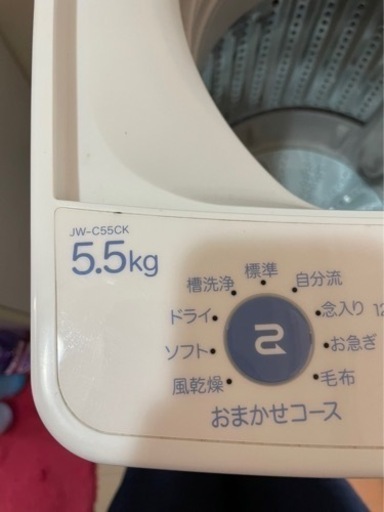 JW-C55CK
5.5kg
標準
槽洗浄 自分流
ドライ 念入り 12
ソフト お急ぎ
風乾燥 毛布
おまかせコース